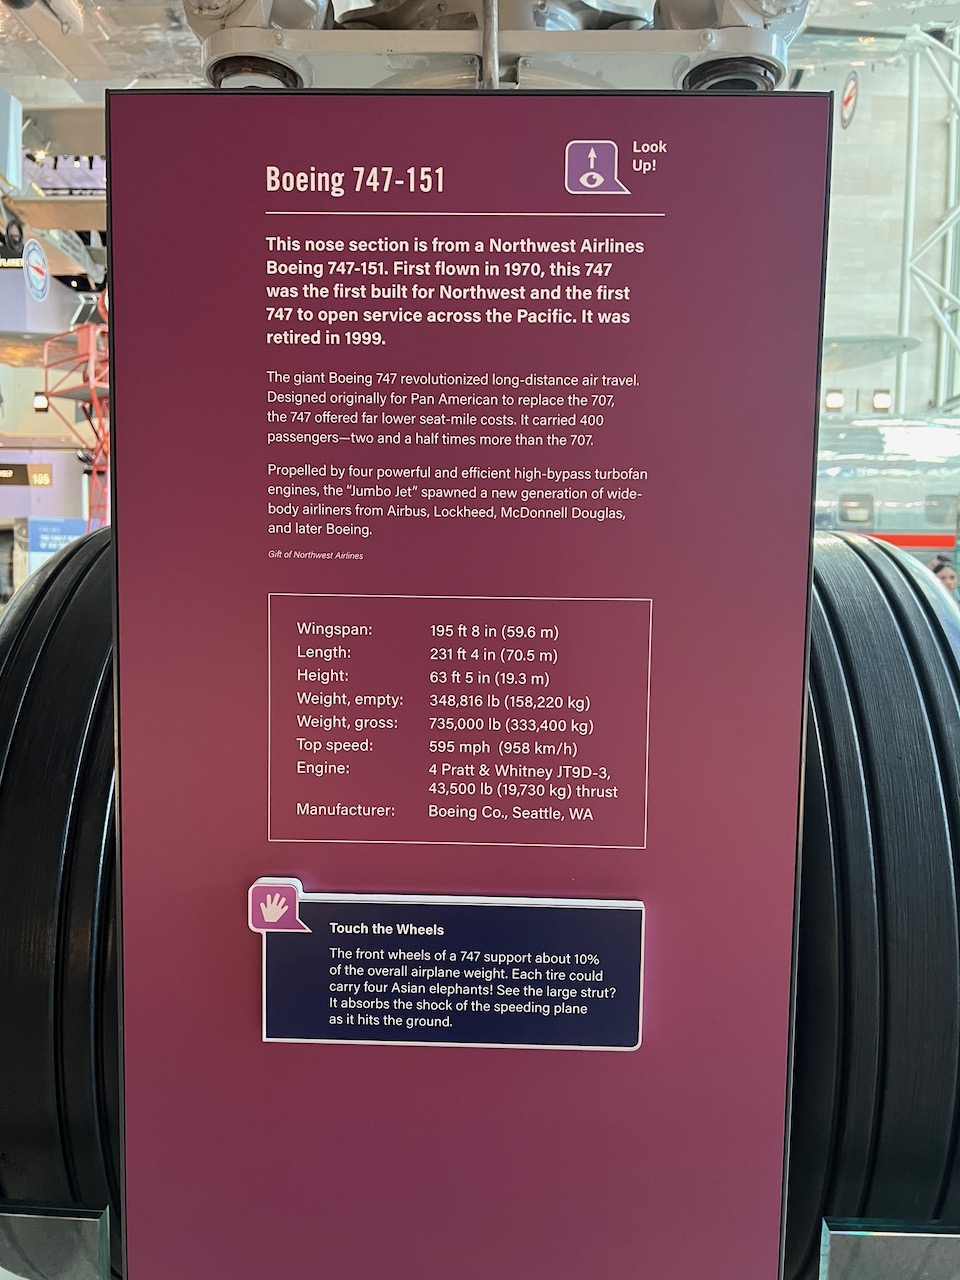 Look
Up!
Boeing 747-151
This nose section is from a Northwest Airlines
Boeing 747-151. First flown in 1970, this 747
was the first built for Northwest and the first
747 to open service across the Pacific. It was
retired in 1999.
The giant Boeing 747 revolutionized long-distance air travel.
Designed originally for Pan American to replace the 707,
the 747 offered far lower seat-mile costs. It carried 400
passengers—two and a half times more than the 707.
Propelled by four powerful and efficient high-bypass turbofan
engines, the "Jumbo Jet" spawned a new generation of wide-
body airliners from Airbus, Lockheed, McDonnell Douglas,
and later Boeing.
Gift of Northwest Airlines
Wingspan: 195 ft 8 in (59.6 m)
Length: 231 ft 4 in (70.5 m)
Height: 63 ft 5 in (19.3 m)
Weight, empty: 348,816 lb (158,220 kg)
Weight, gross: 735,000 lb (333,400 kg)
Top speed: 595 mph (958 km/h)
Engine: 4 Pratt & Whitney JT9D-3,
43,500 lb (19,730 kg) thrust
Manufacturer: Boeing Co., Seattle, WA
Touch the Wheels
The front wheels of a 747 support about 10%
of the overall airplane weight. Each tire could
carry four Asian elephants! See the large strut?
It absorbs the shock of the speeding plane
as it hits the ground.
105